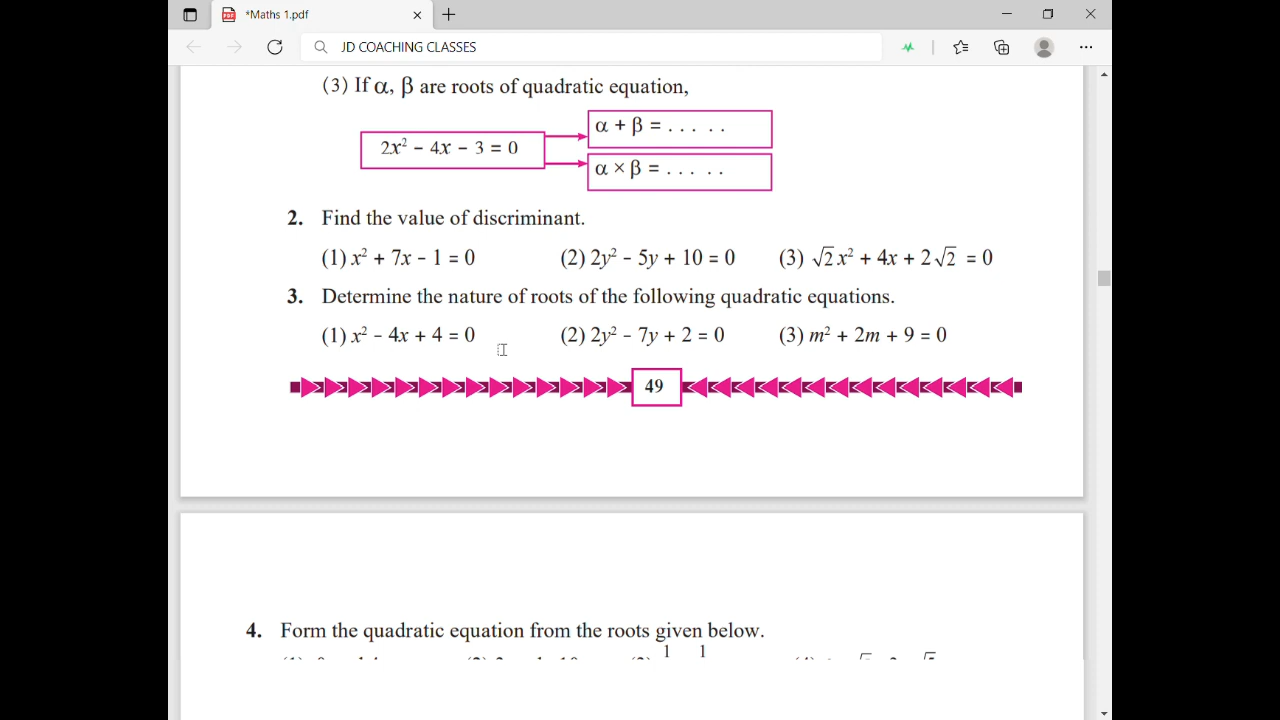 *Maths 1.pdf
JD COACHING CLASSES
(3) If α, β are roots of quadratic equation,
2x² - 4x - 3 = 0
α + β = . . . . .
α × β = . . . . .
2. Find the value of discriminant.
(1) x² + 7x - 1 = 0 (2) 2y² - 5y + 10 = 0 (3) √2 x² + 4x + 2√2 = 0
3. Determine the nature of roots of the following quadratic equations.
(1) x² - 4x + 4 = 0 (2) 2y² - 7y + 2 = 0 (3) m² + 2m + 9 = 0
49
4. Form the quadratic equation from the roots given below.